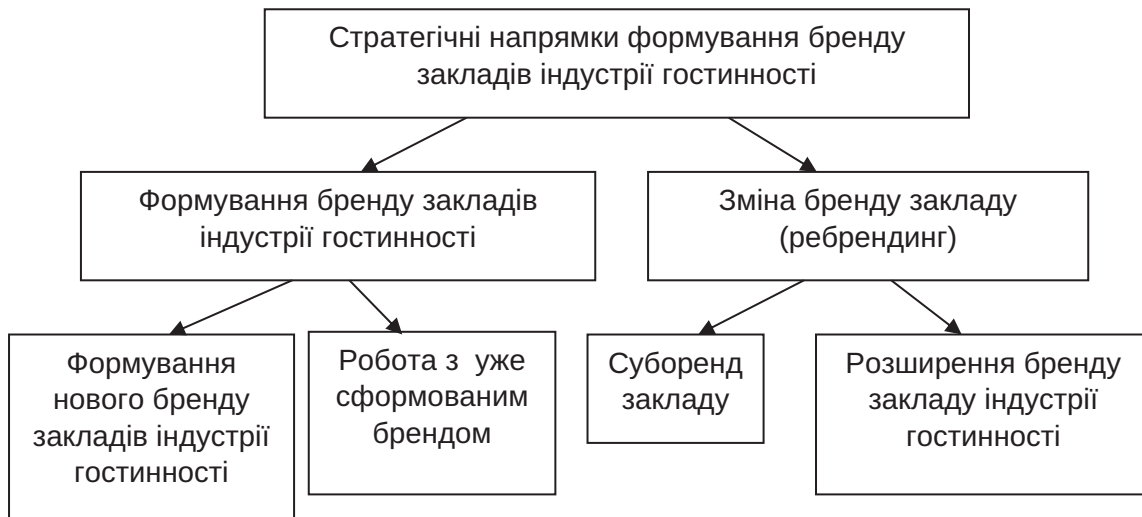 Стратегічні напрямки формування бренду
закладів індустрії гостинності
Формування бренду закладів
індустрії гостинності
Зміна бренду закладу
(ребрендинг)
Формування
нового бренду
закладів індустрії
гостинності
Робота з уже
сформованим
брендом
Суборенд
закладу
Розширення бренду
закладу індустрії
гостинності